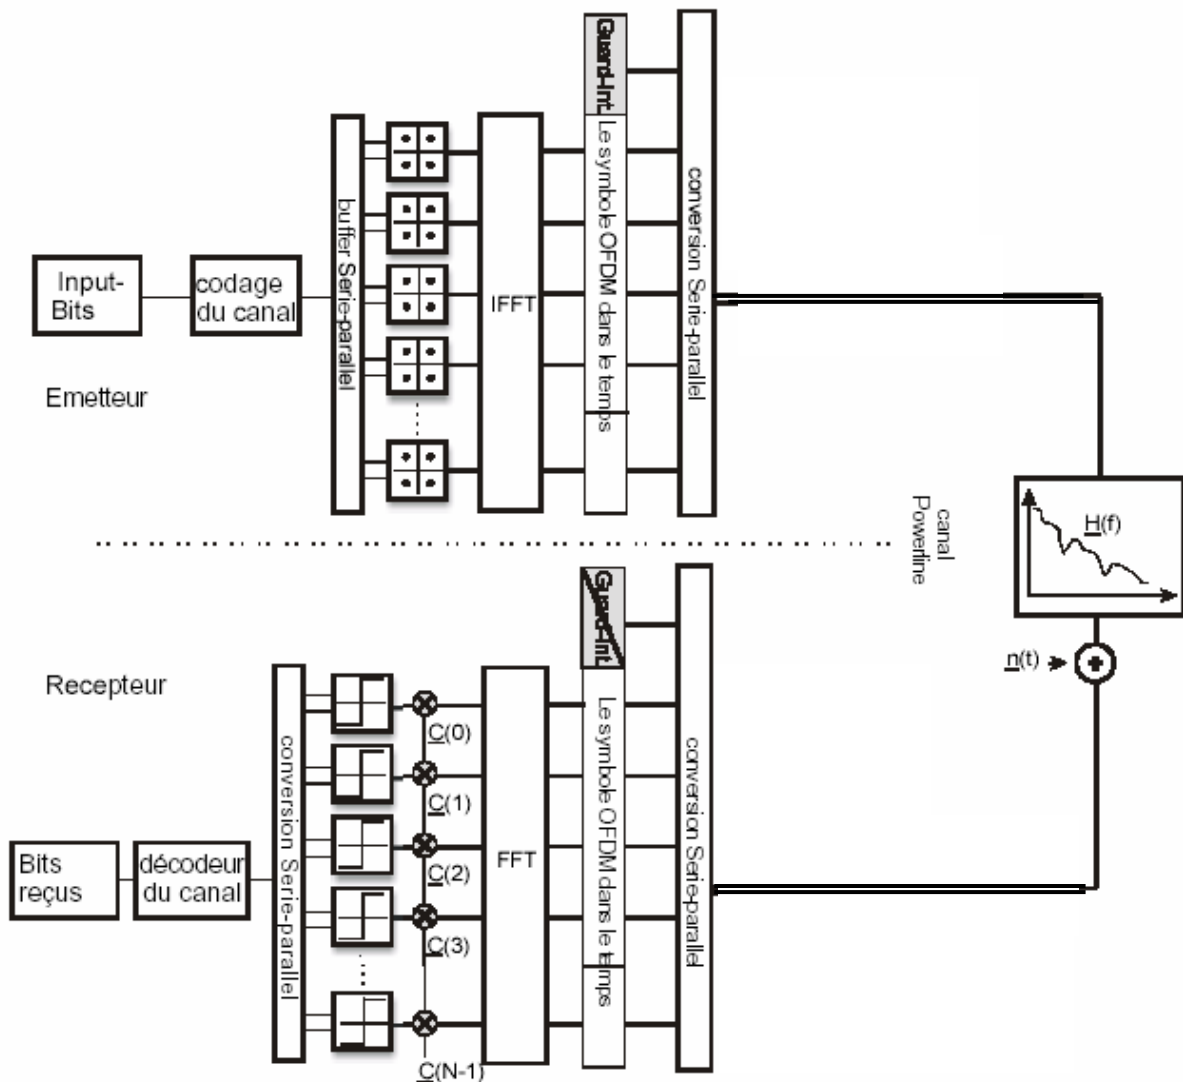 Guard-Int.
Input-
Bits
codage
du canal
buffer Serie-parallel
IFFT
Le symbole OFDM dans le temps
conversion Serie-parallel
Emetteur
canal
Powerline
H(f)
n(t)
+
Recepteur
Guard-Int.
Bits
reçus
décodeur
du canal
conversion Serie-parallel
C(0)
C(1)
C(2)
C(3)
C(N-1)
FFT
Le symbole OFDM dans le temps
conversion Serie-parallel